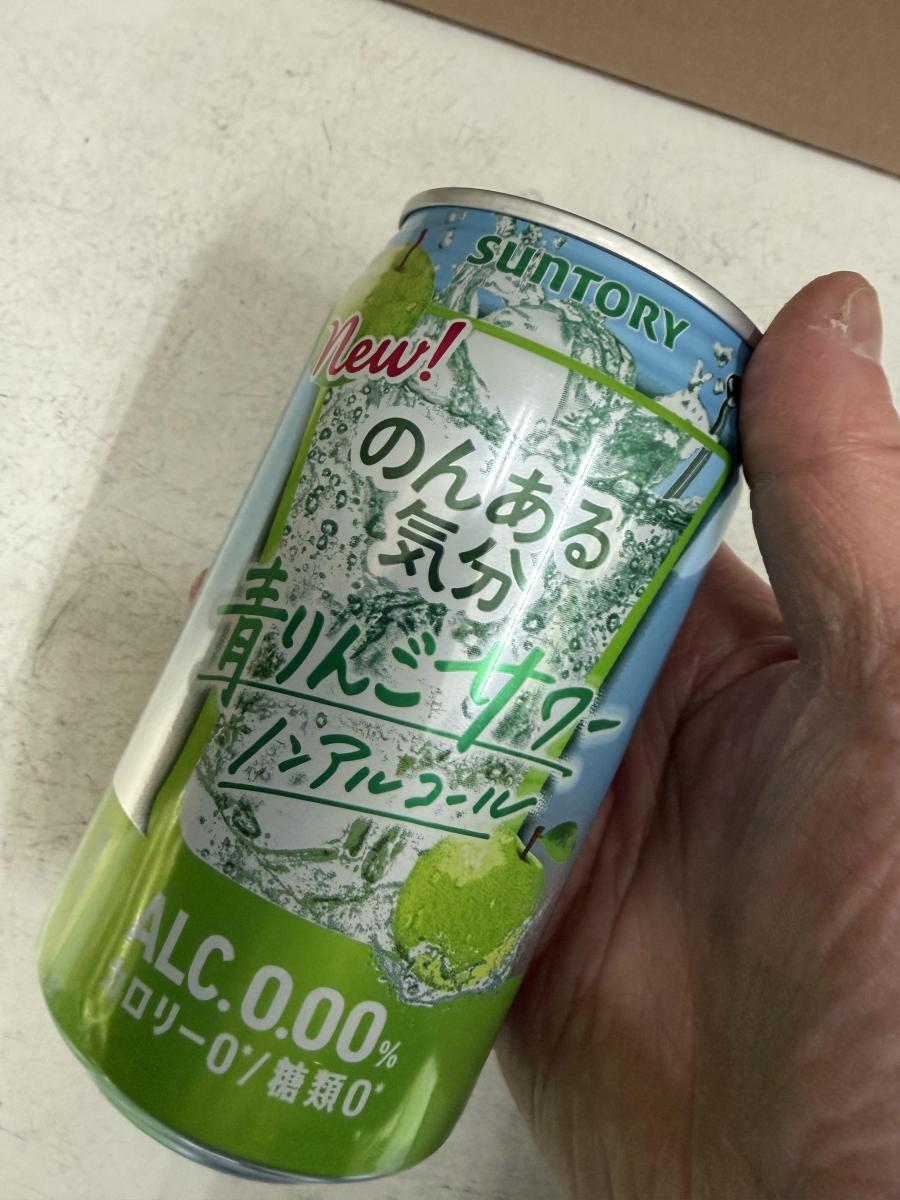 SUNTORY
New!
のんある
気分
青りんごサワー
ノンアルコール
ALC.0.00%
カロリー0*/糖類0*